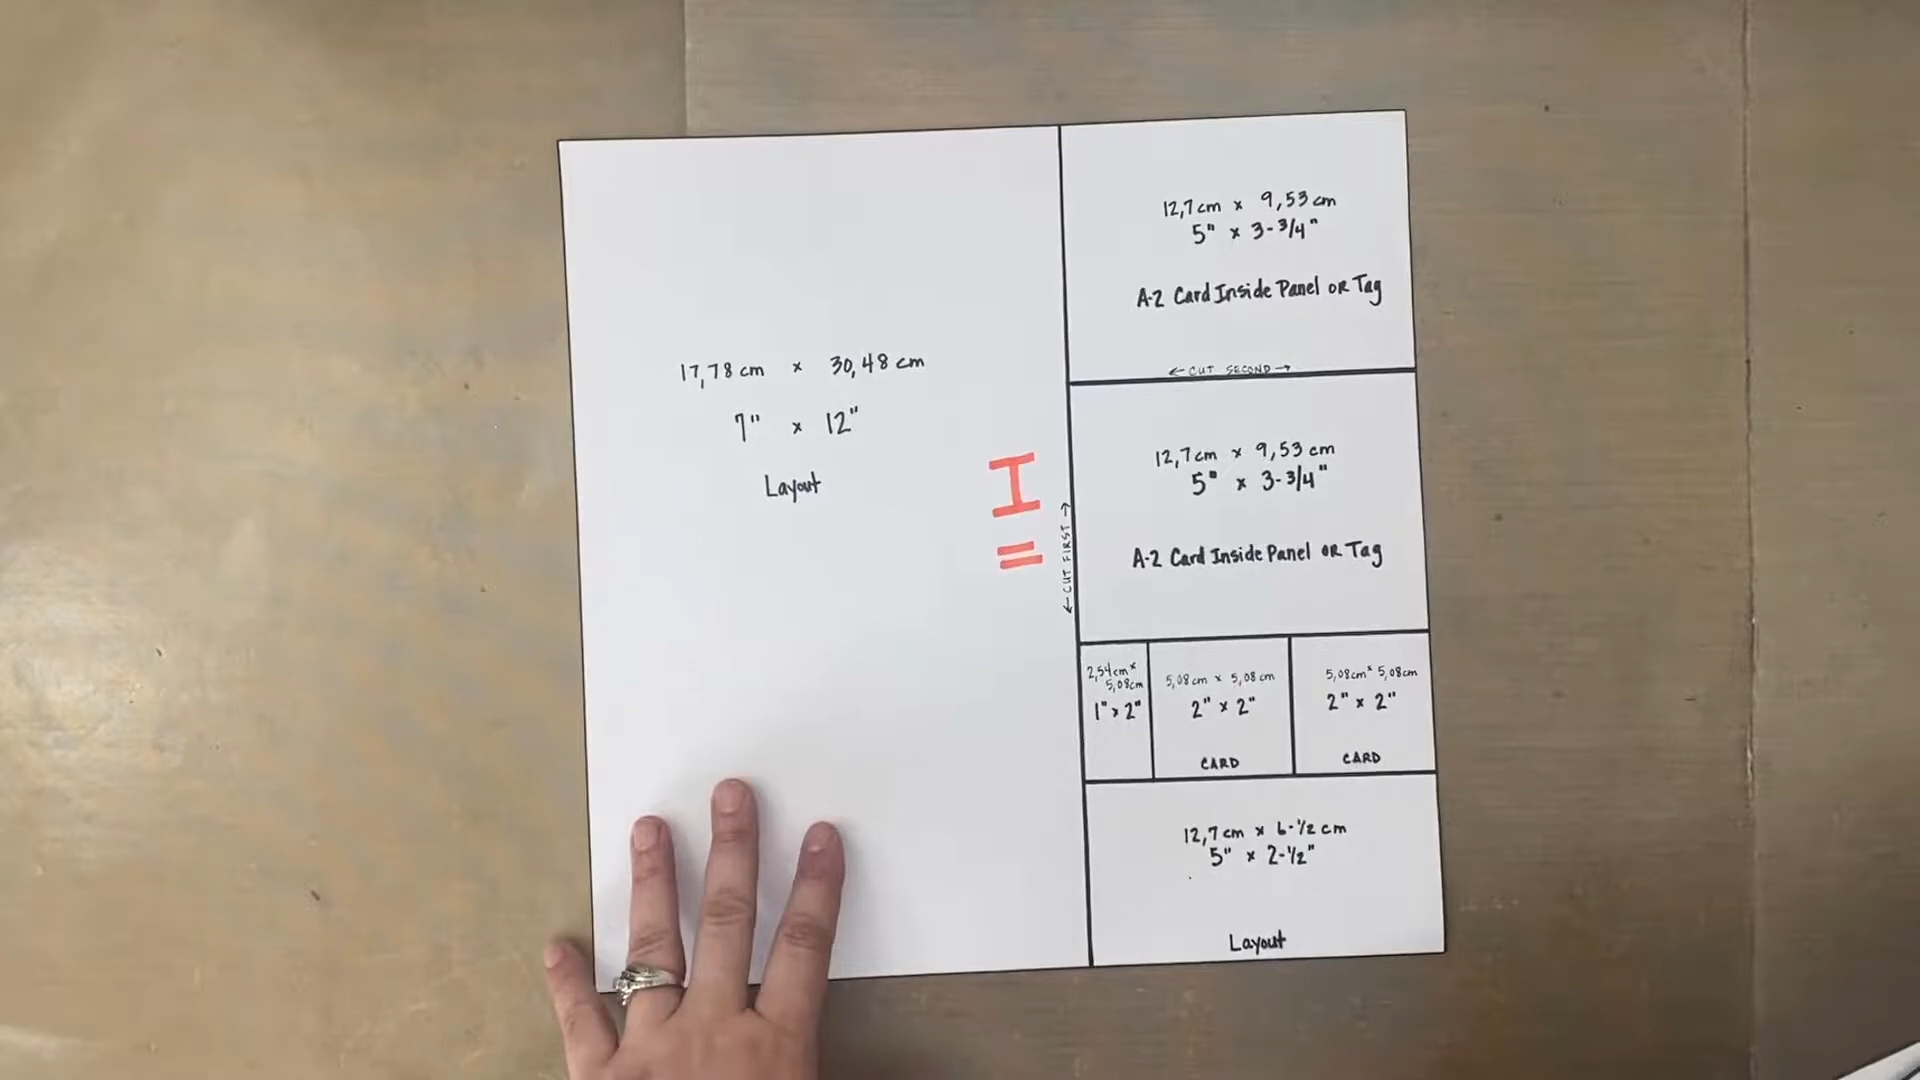 17,78 cm x 30,48 cm
7" x 12"
Layout
I
=
← CUT FIRST →
12,7 cm x 9,53 cm
5" x 3-3/4"
A-2 Card Inside Panel or Tag
← CUT SECOND →
12,7 cm x 9,53 cm
5" x 3-3/4"
A-2 Card Inside Panel or Tag
2,54 cm x
5,08 cm
1" x 2"
5,08 cm x 5,08 cm
2" x 2"
CARD
5,08 cm x 5,08 cm
2" x 2"
CARD
12,7 cm x 6-1/2 cm
5" x 2-1/2"
Layout